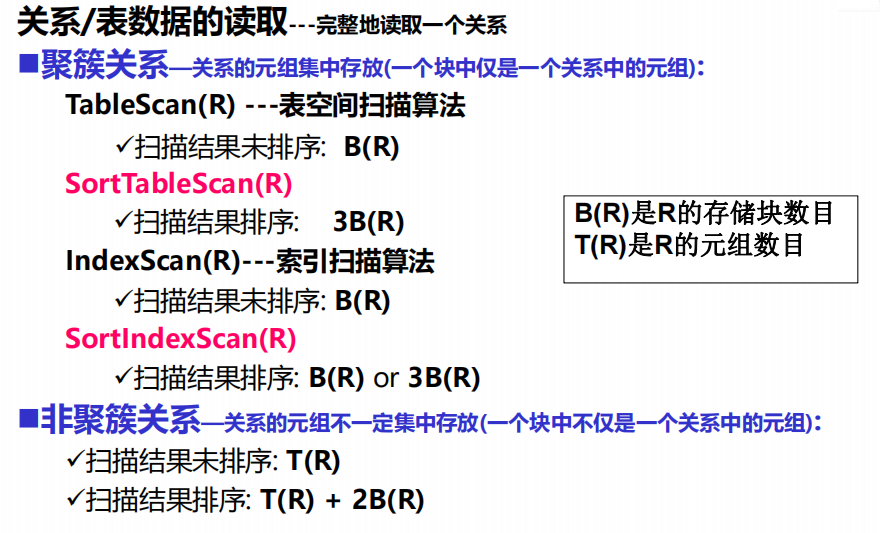 关系/表数据的读取---完整地读取一个关系
■聚簇关系—关系的元组集中存放(一个块中仅是一个关系中的元组)：
TableScan(R) ---表空间扫描算法
✓扫描结果未排序: B(R)
SortTableScan(R)
✓扫描结果排序: 3B(R)
B(R)是R的存储块数目
T(R)是R的元组数目
IndexScan(R)---索引扫描算法
✓扫描结果未排序: B(R)
SortIndexScan(R)
✓扫描结果排序: B(R) or 3B(R)
■非聚簇关系—关系的元组不一定集中存放(一个块中不仅是一个关系中的元组)：
✓扫描结果未排序: T(R)
✓扫描结果排序: T(R) + 2B(R)